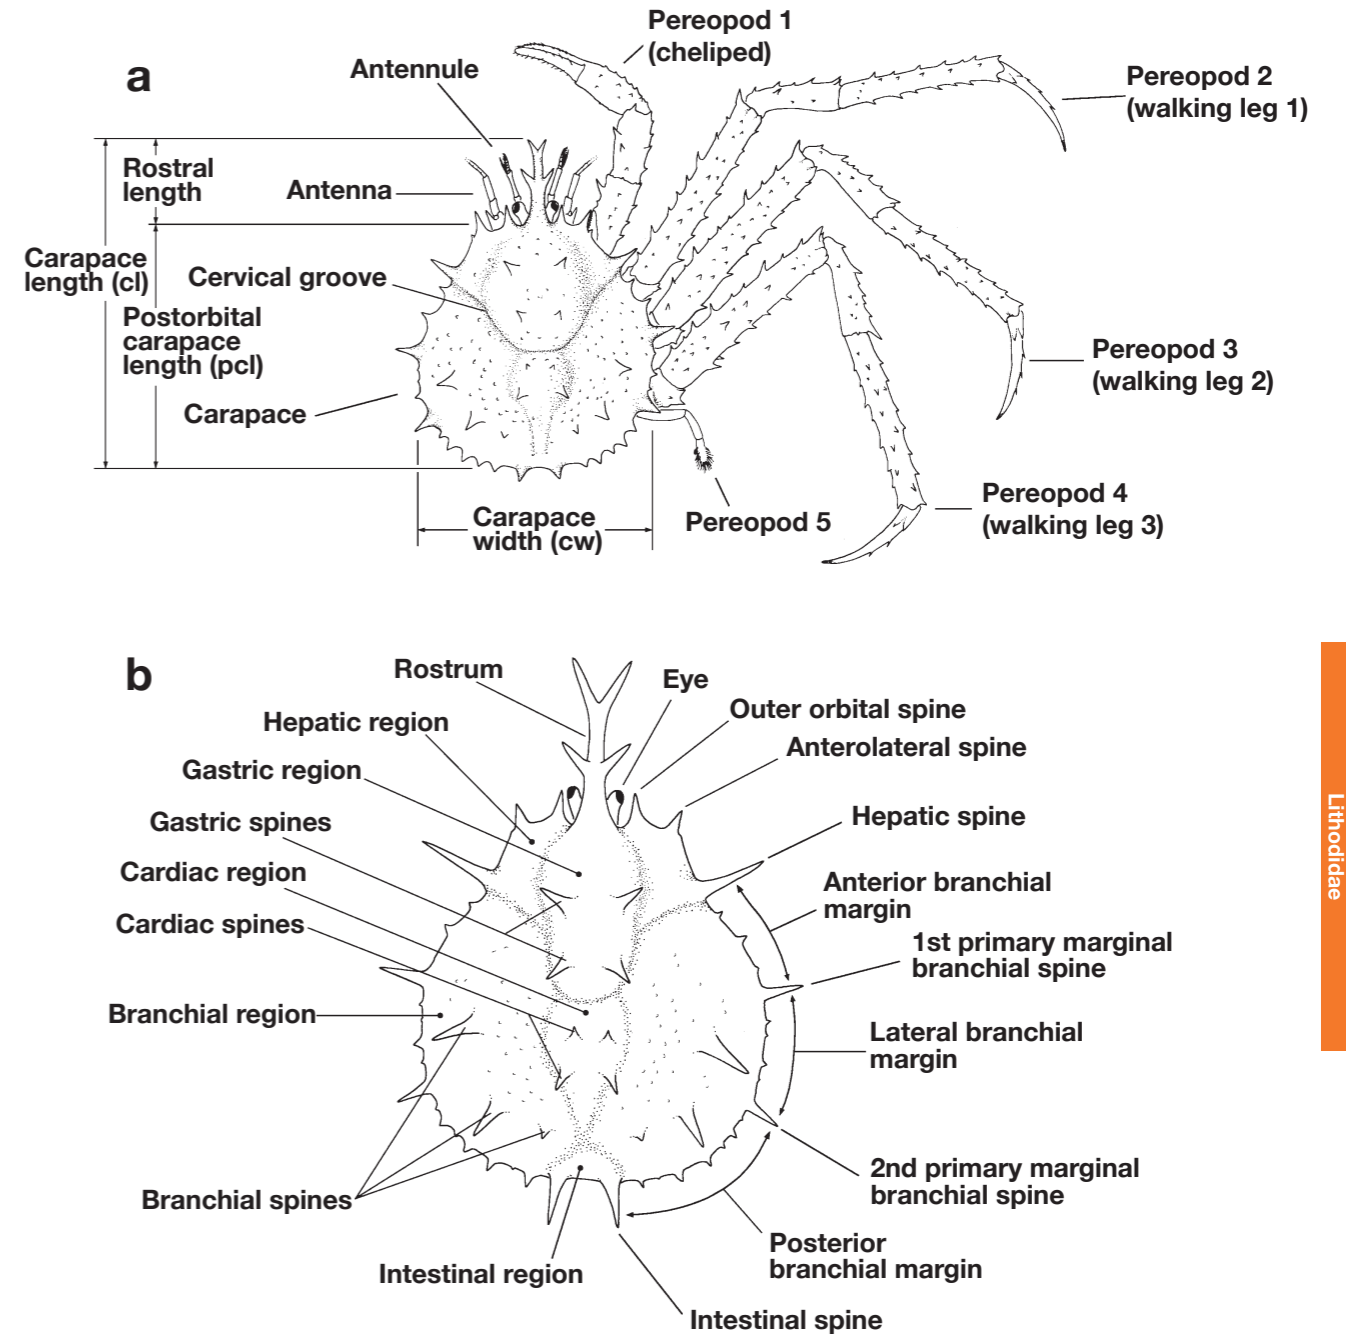 a
Pereopod 1
(cheliped)
Antennule
Pereopod 2
(walking leg 1)
Rostral
length
Antenna
Carapace
length (cl)
Cervical groove
Postorbital
carapace
length (pcl)
Pereopod 3
(walking leg 2)
Carapace
Pereopod 4
(walking leg 3)
Carapace
width (cw)
Pereopod 5
b
Rostrum
Eye
Hepatic region
Outer orbital spine
Anterolateral spine
Gastric region
Gastric spines
Hepatic spine
Cardiac region
Anterior branchial
margin
Cardiac spines
1st primary marginal
branchial spine
Branchial region
Lateral branchial
margin
2nd primary marginal
branchial spine
Branchial spines
Posterior
branchial margin
Intestinal region
Intestinal spine
Lithodidae